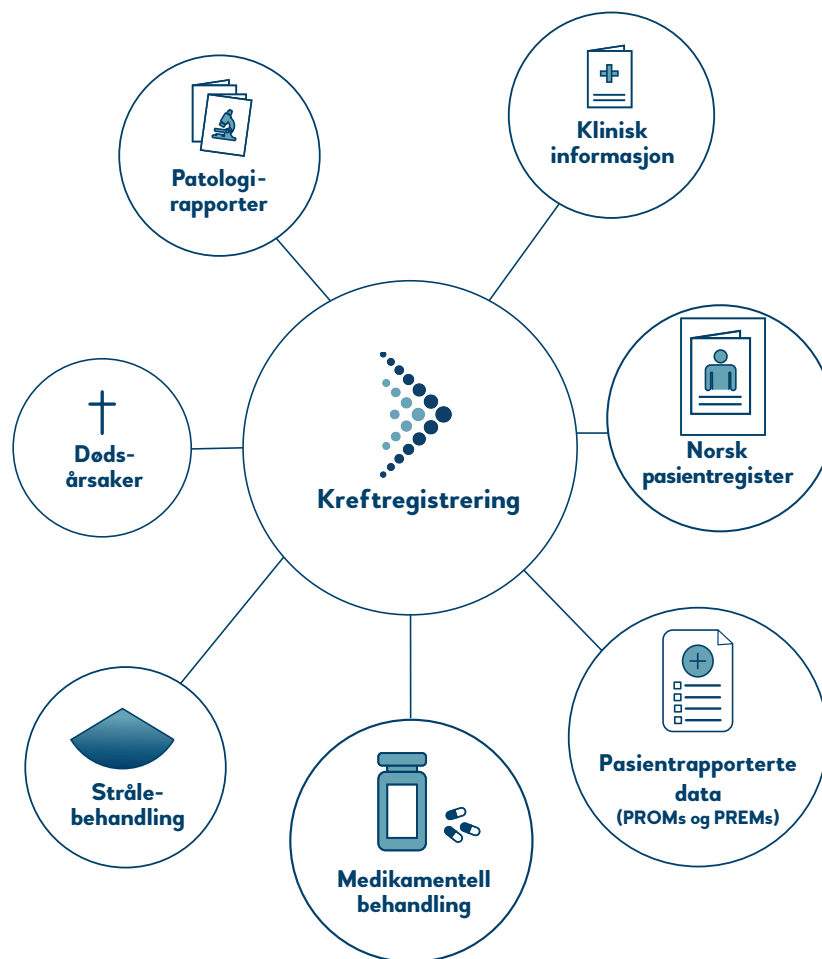 Patologi-
rapporter
Klinisk
informasjon
Døds-
årsaker
Kreftregistrering
Norsk
pasientregister
Stråle-
behandling
Medikamentell
behandling
Pasientrapporterte
data
(PROMs og PREMs)